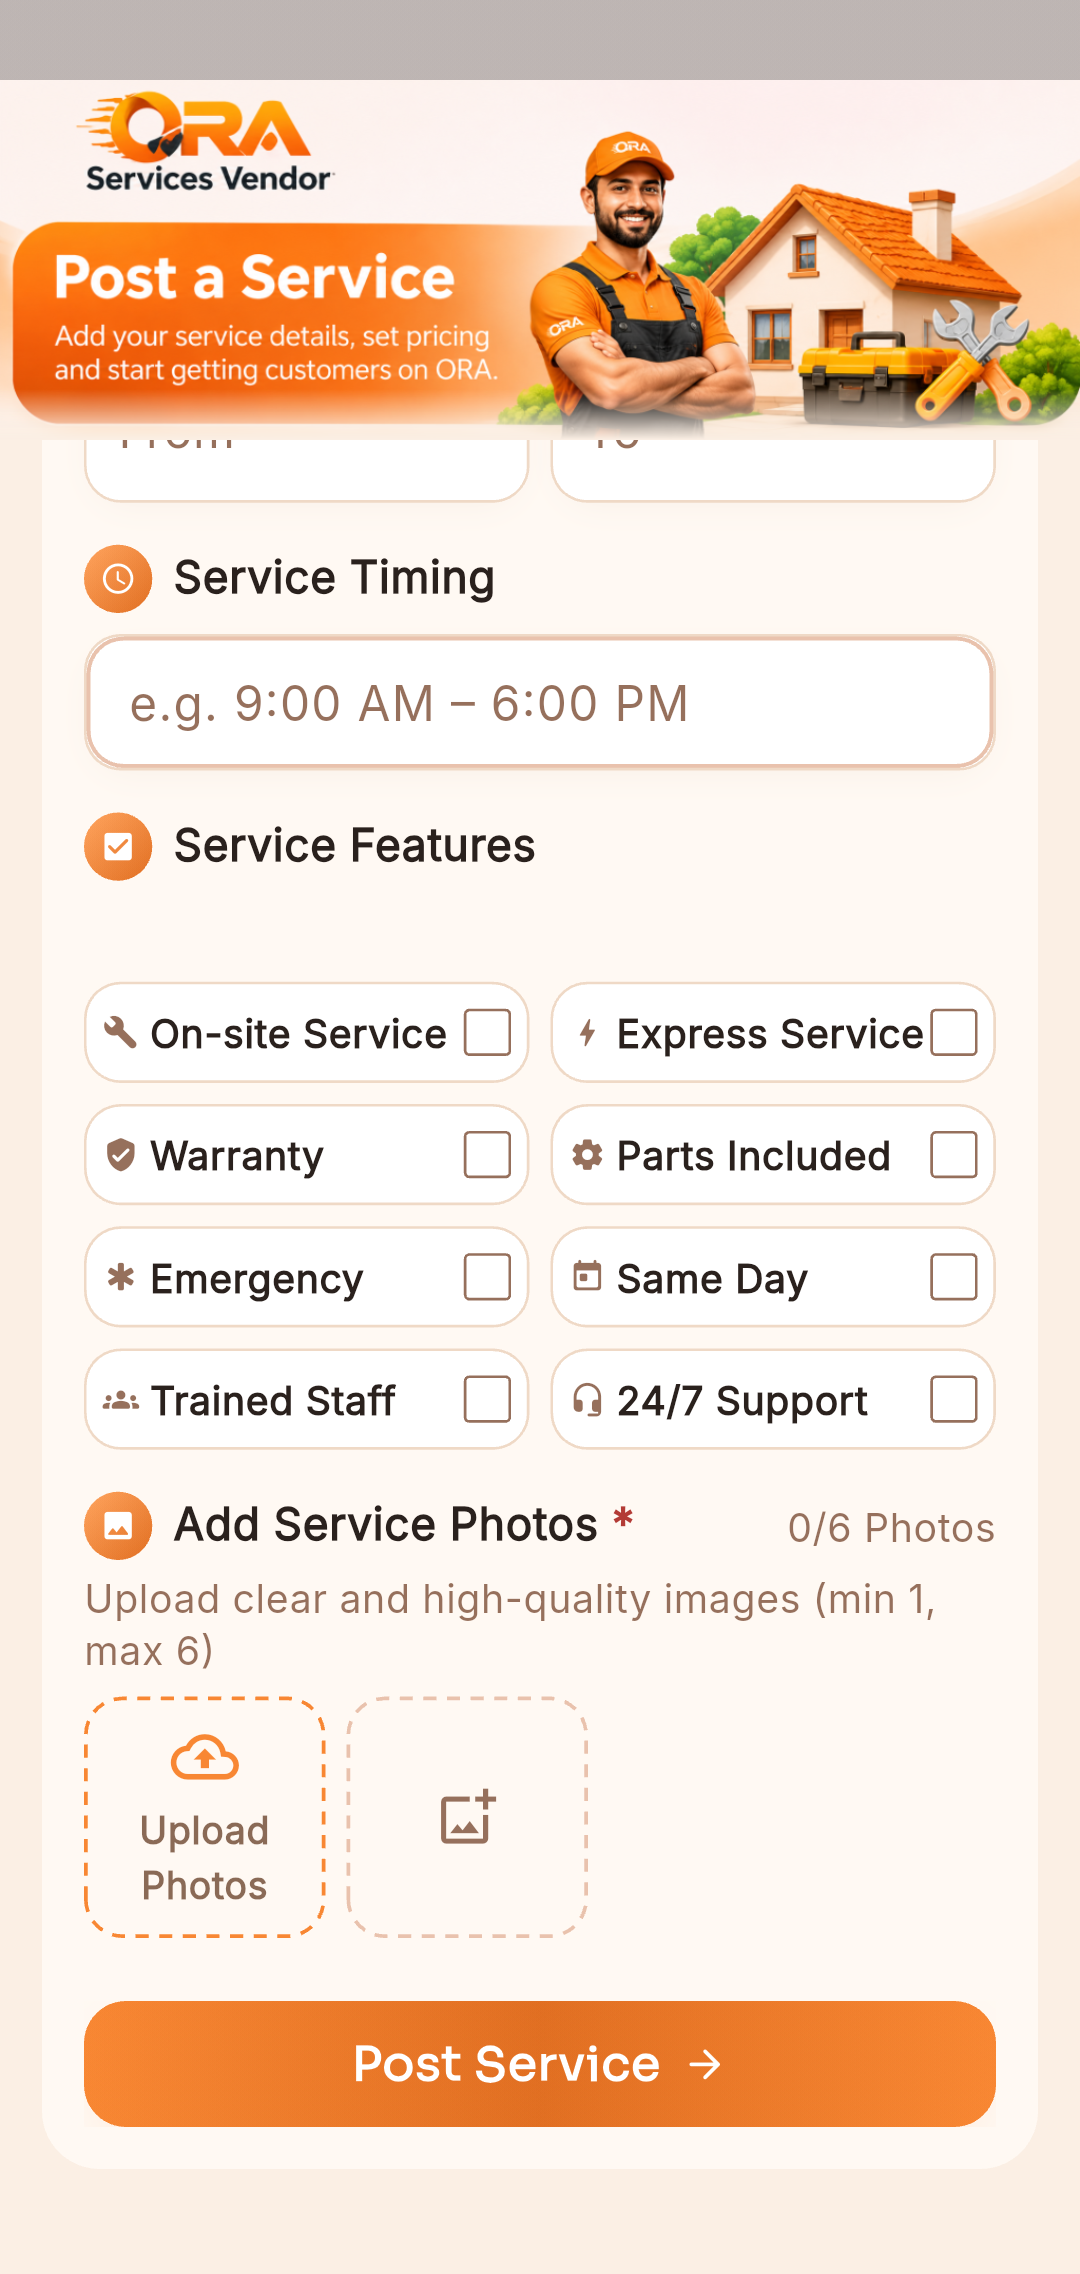 ORA
Services Vendor
ORA
Post a Service
Add your service details, set pricing
and start getting customers on ORA.
ORA
From
To
Service Timing
e.g. 9:00 AM – 6:00 PM
Service Features
On-site Service
Express Service
Warranty
Parts Included
Emergency
Same Day
Trained Staff
24/7 Support
Add Service Photos *
0/6 Photos
Upload clear and high-quality images (min 1,
max 6)
Upload
Photos
Post Service →